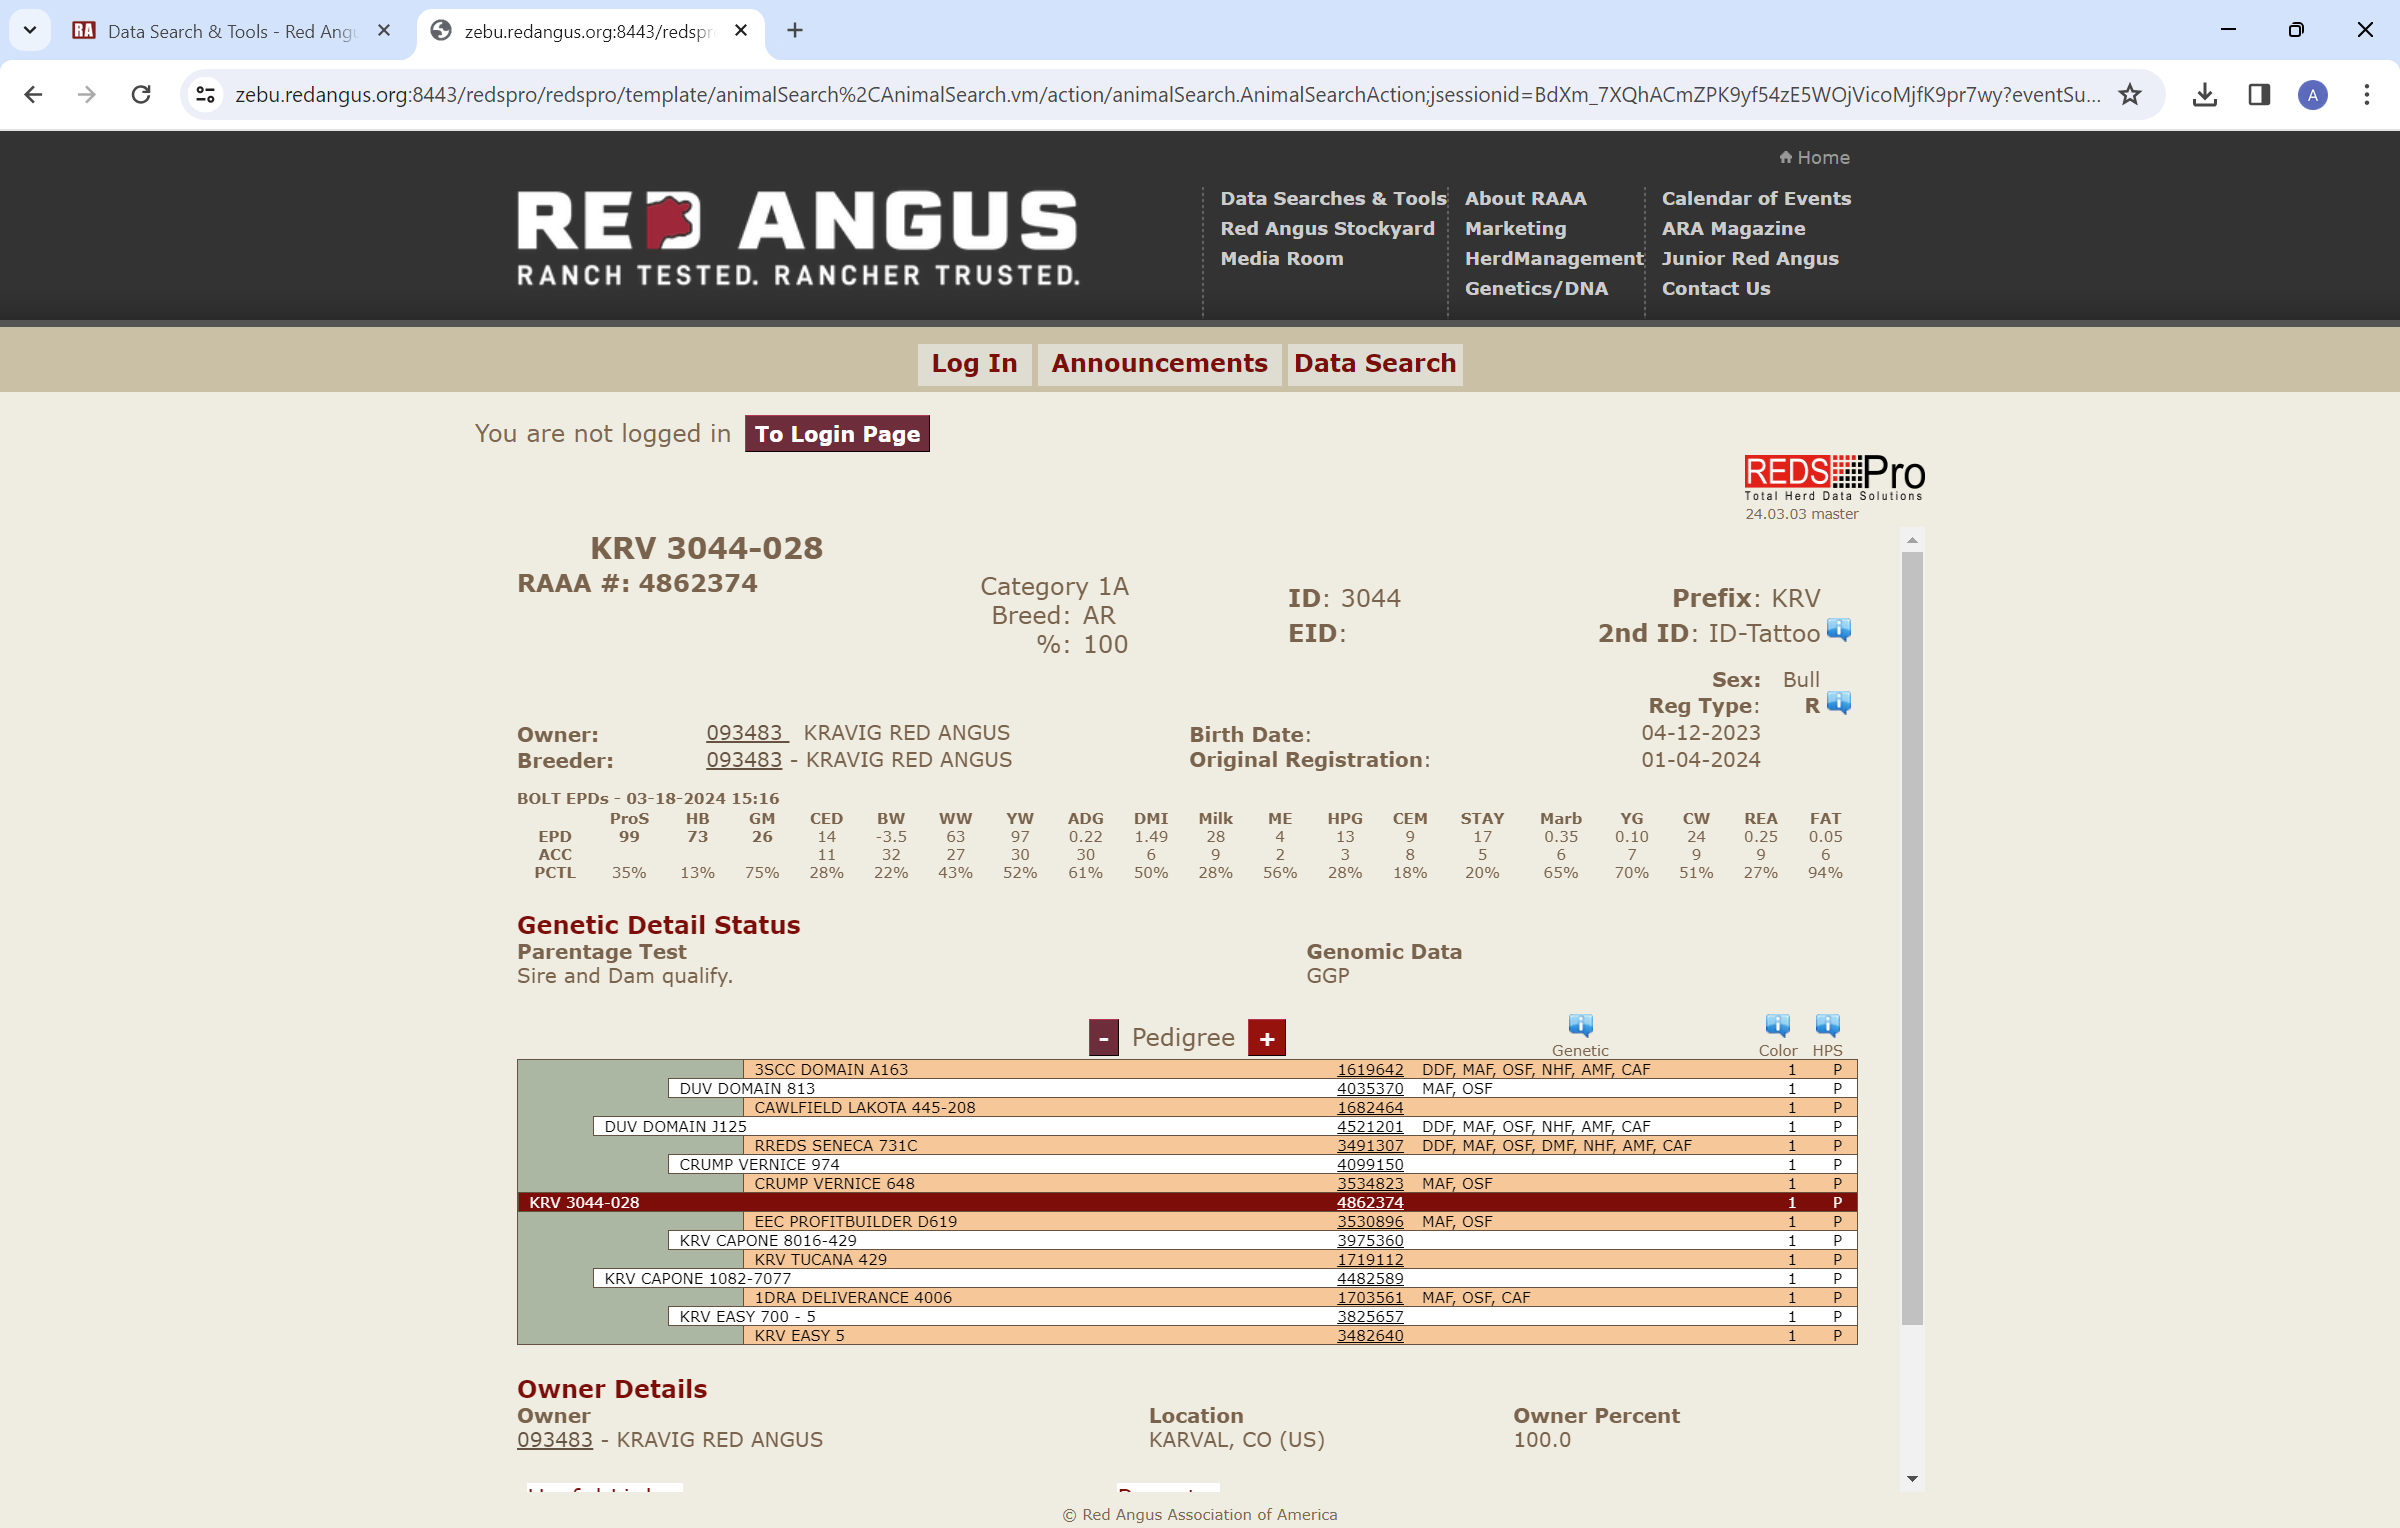 Data Search & Tools - Red Angu
zebu.redangus.org:8443/redspr
zebu.redangus.org:8443/redspro/redspro/template/animalSearch%2CAnimalSearch.vm/action/animalSearch.AnimalSearchAction;jsessionid=BdXm_7XQhACmZPK9yf54zE5WOjVicoMjfK9pr7wy?eventSu...
A
Home
RED ANGUS
RANCH TESTED. RANCHER TRUSTED.
Data Searches & Tools About RAAA Calendar of Events
Red Angus Stockyard Marketing ARA Magazine
Media Room HerdManagement Junior Red Angus
Genetics/DNA Contact Us
Log In Announcements Data Search
You are not logged in To Login Page
REDS Pro
Total Herd Data Solutions
24.03.03 master
KRV 3044-028
RAAA #: 4862374
Category 1A
Breed: AR
%: 100
ID: 3044 Prefix: KRV
EID: 2nd ID: ID-Tattoo
Sex: Bull
Reg Type: R
Owner: 093483 KRAVIG RED ANGUS Birth Date: 04-12-2023
Breeder: 093483 - KRAVIG RED ANGUS Original Registration: 01-04-2024
BOLT EPDs - 03-18-2024 15:16
ProS HB GM CED BW WW YW ADG DMI Milk ME HPG CEM STAY Marb YG CW REA FAT
EPD 99 73 26 14 -3.5 63 97 0.22 1.49 28 4 13 9 17 0.35 0.10 24 0.25 0.05
ACC 11 32 27 30 30 6 9 2 3 8 5 6 7 9 9 6
PCTL 35% 13% 75% 28% 22% 43% 52% 61% 50% 28% 56% 28% 18% 20% 65% 70% 51% 27% 94%
Genetic Detail Status
Parentage Test Genomic Data
Sire and Dam qualify. GGP
- Pedigree + Genetic Color HPS
3SCC DOMAIN A163 1619642 DDF, MAF, OSF, NHF, AMF, CAF 1 P
DUV DOMAIN 813 4035370 MAF, OSF 1 P
CAWLFIELD LAKOTA 445-208 1682464 1 P
DUV DOMAIN J125 4521201 DDF, MAF, OSF, NHF, AMF, CAF 1 P
RREDS SENECA 731C 3491307 DDF, MAF, OSF, DMF, NHF, AMF, CAF 1 P
CRUMP VERNICE 974 4099150 1 P
CRUMP VERNICE 648 3534823 MAF, OSF 1 P
KRV 3044-028 4862374 1 P
EEC PROFITBUILDER D619 3530896 MAF, OSF 1 P
KRV CAPONE 8016-429 3975360 1 P
KRV TUCANA 429 1719112 1 P
KRV CAPONE 1082-7077 4482589 1 P
1DRA DELIVERANCE 4006 1703561 MAF, OSF, CAF 1 P
KRV EASY 700 - 5 3825657 1 P
KRV EASY 5 3482640 1 P
Owner Details
Owner Location Owner Percent
093483 - KRAVIG RED ANGUS KARVAL, CO (US) 100.0
© Red Angus Association of America